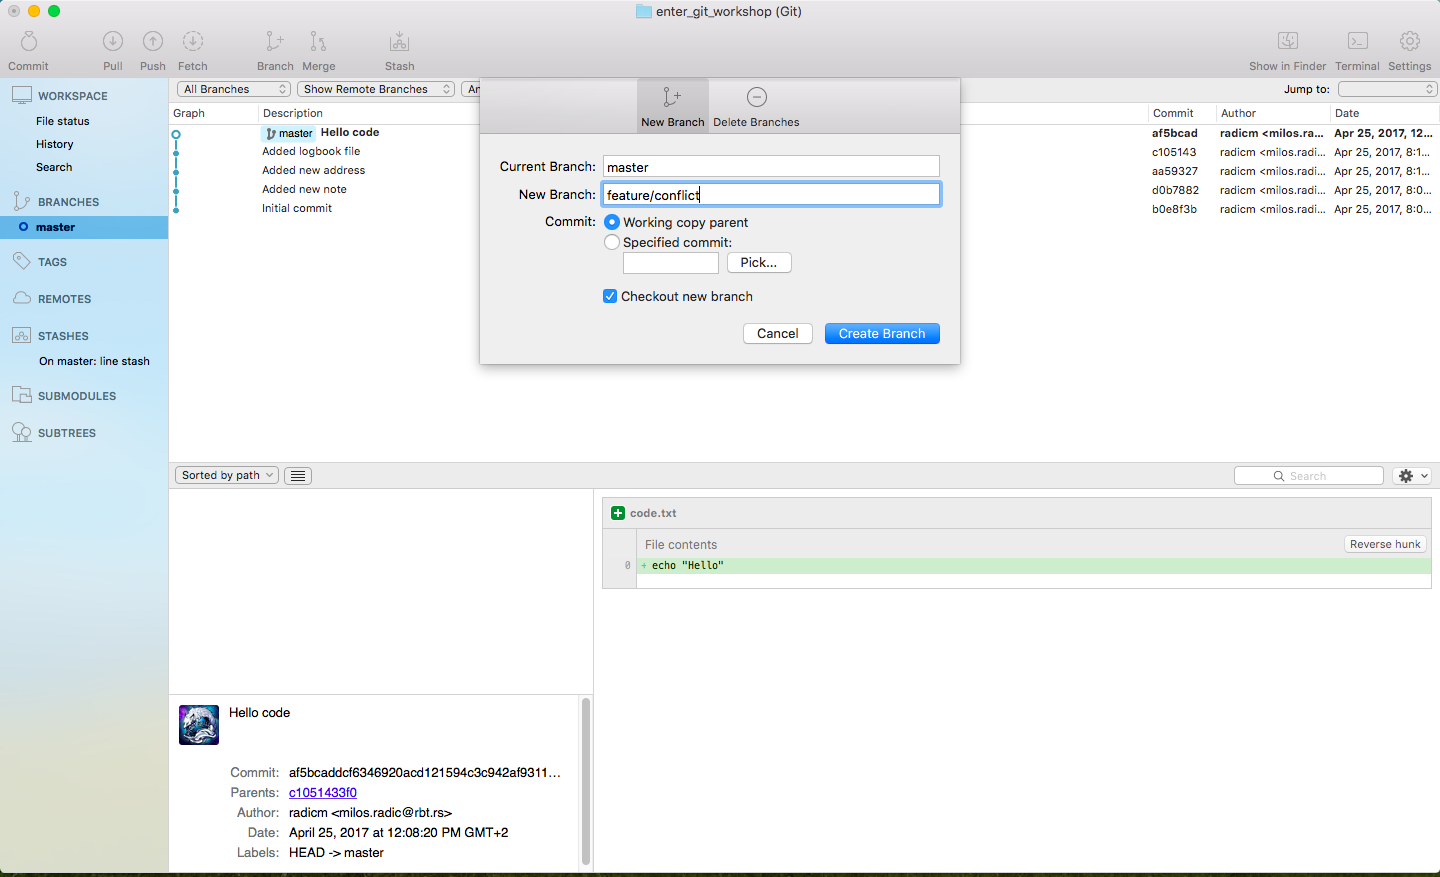 enter_git_workshop (Git)
Commit Pull Push Fetch Branch Merge Stash Show in Finder Terminal Settings
WORKSPACE
File status
History
Search
BRANCHES
master
TAGS
REMOTES
STASHES
On master: line stash
SUBMODULES
SUBTREES
All Branches Show Remote Branches An Jump to:
Graph Description Commit Author Date
master Hello code af5bcad radicm <milos.ra... Apr 25, 2017, 12...
Added logbook file c105143 radicm <milos.radi... Apr 25, 2017, 8:1...
Added new address aa59327 radicm <milos.radi... Apr 25, 2017, 8:1...
Added new note d0b7882 radicm <milos.radi... Apr 25, 2017, 8:0...
Initial commit b0e8f3b radicm <milos.radi... Apr 25, 2017, 8:0...
New Branch Delete Branches
Current Branch: master
New Branch: feature/conflict
Commit: Working copy parent
Specified commit:
Pick...
Checkout new branch
Cancel Create Branch
Sorted by path Search
code.txt
File contents Reverse hunk
0 + echo "Hello"
Hello code
Commit: af5bcaddcf6346920acd121594c3c942af9311...
Parents: c1051433f0
Author: radicm <milos.radic@rbt.rs>
Date: April 25, 2017 at 12:08:20 PM GMT+2
Labels: HEAD -> master